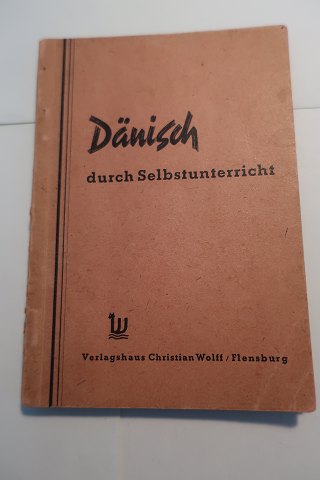 Dänisch
durch Selbstunterricht
Verlagshaus Christian Wolff / Flensburg